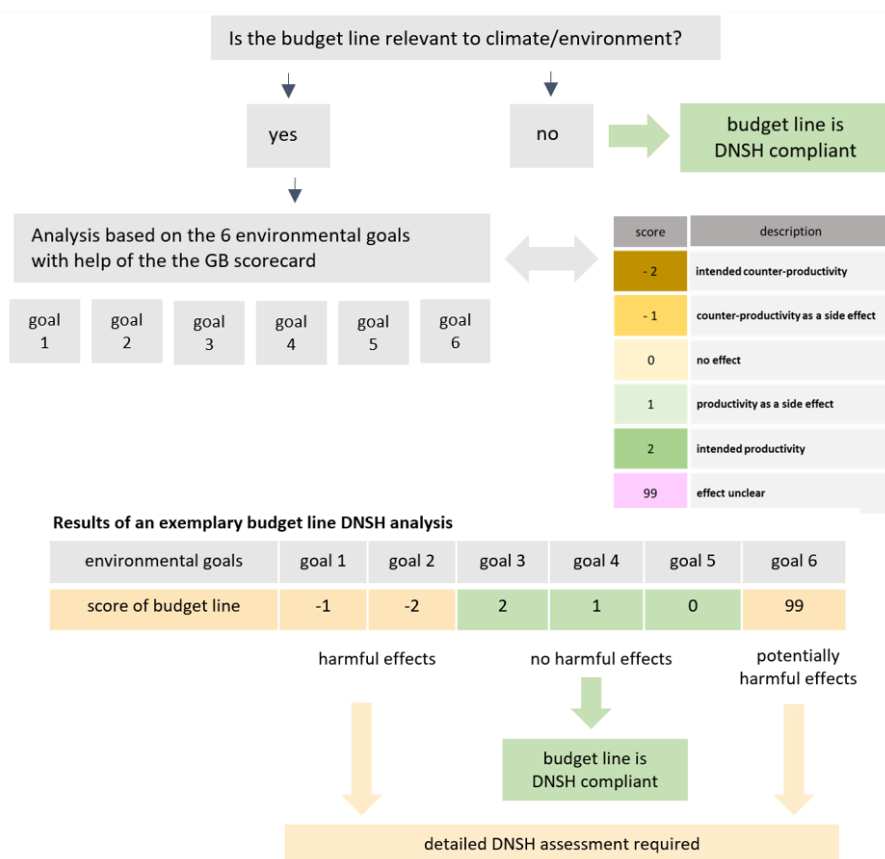 Is the budget line relevant to climate/environment?
yes
no
budget line is
DNSH compliant
Analysis based on the 6 environmental goals
with help of the the GB scorecard
goal
1
goal
2
goal
3
goal
4
goal
5
goal
6
score description
- 2 intended counter-productivity
- 1 counter-productivity as a side effect
0 no effect
1 productivity as a side effect
2 intended productivity
99 effect unclear
Results of an exemplary budget line DNSH analysis
environmental goals goal 1 goal 2 goal 3 goal 4 goal 5 goal 6
score of budget line -1 -2 2 1 0 99
harmful effects
no harmful effects
potentially
harmful effects
budget line is
DNSH compliant
detailed DNSH assessment required